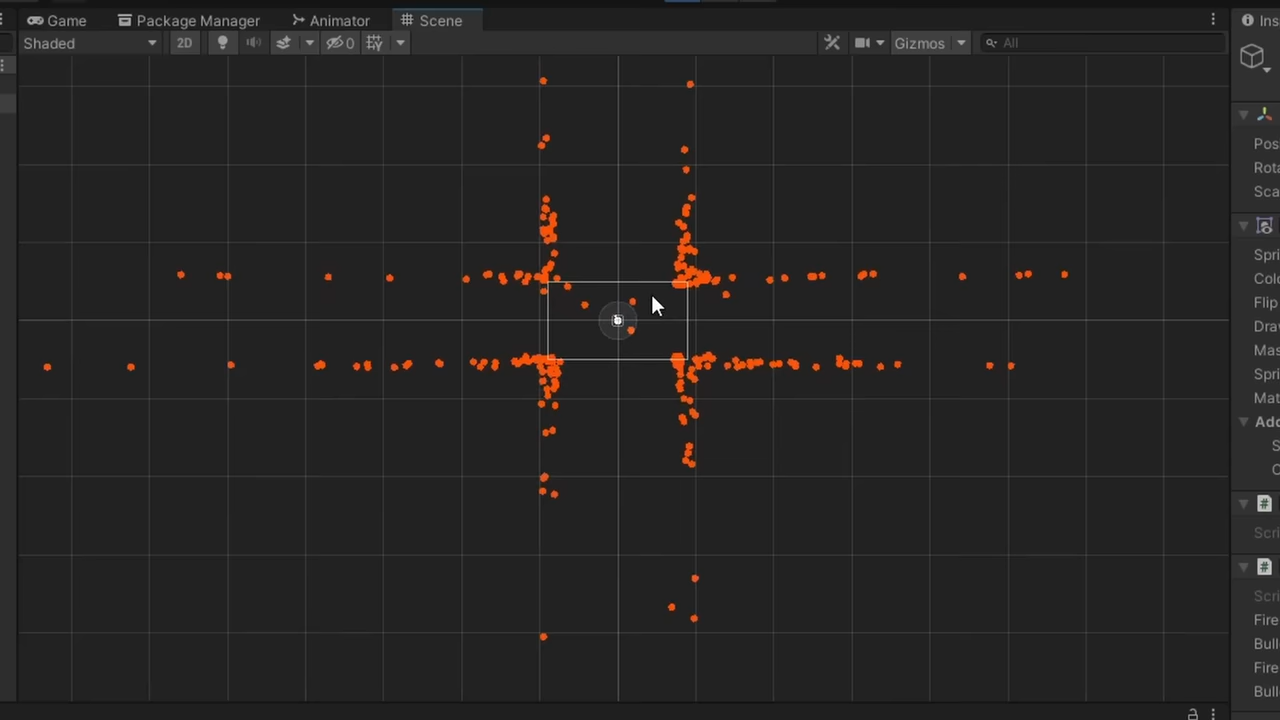 Game Package Manager Animator Scene Ins
Shaded 2D 0 Gizmos All
Pos
Rota
Sca
Spri
Colo
Flip
Drav
Mas
Spri
Mat
Add
S
C
Scri
Scri
Fire
Bull
Fire
Bull